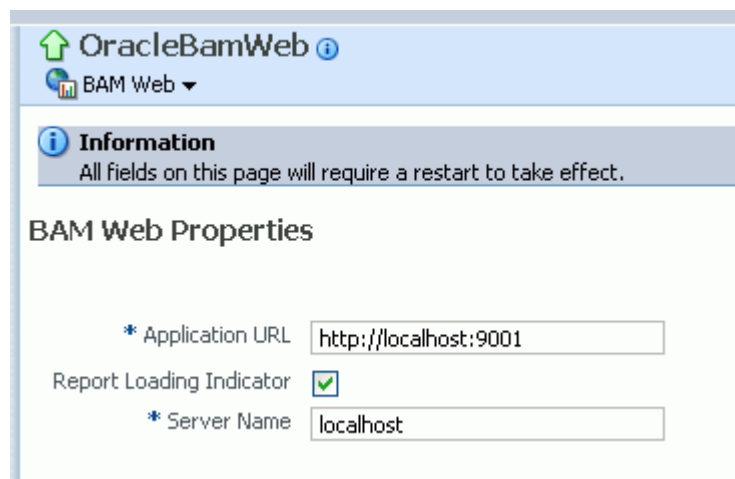 OracleBamWeb
BAM Web
Information
All fields on this page will require a restart to take effect.
BAM Web Properties
* Application URL http://localhost:9001
Report Loading Indicator
* Server Name localhost